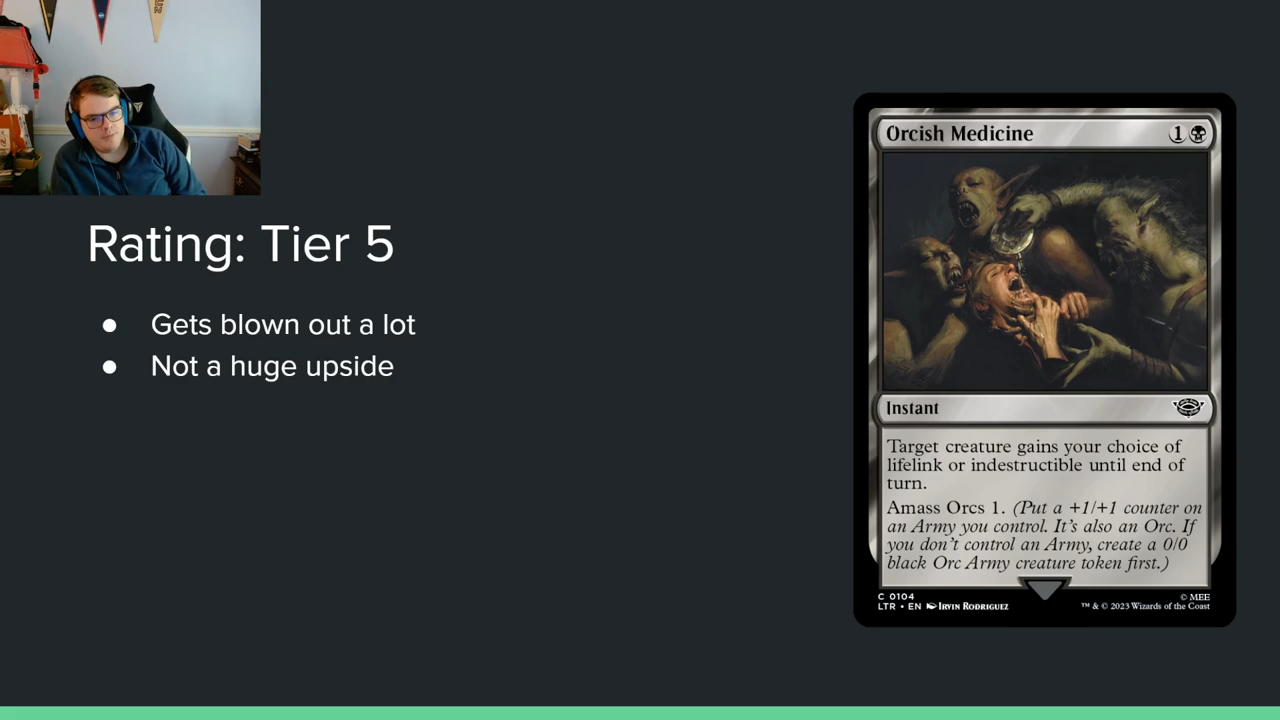 Rating: Tier 5
● Gets blown out a lot
● Not a huge upside
Orcish Medicine 1
Instant
Target creature gains your choice of
lifelink or indestructible until end of
turn.
Amass Orcs 1. (Put a +1/+1 counter on
an Army you control. It's also an Orc. If
you don't control an Army, create a 0/0
black Orc Army creature token first.)
C 0104
LTR • EN Irvin Rodriguez
© MEE
™ & © 2023 Wizards of the Coast